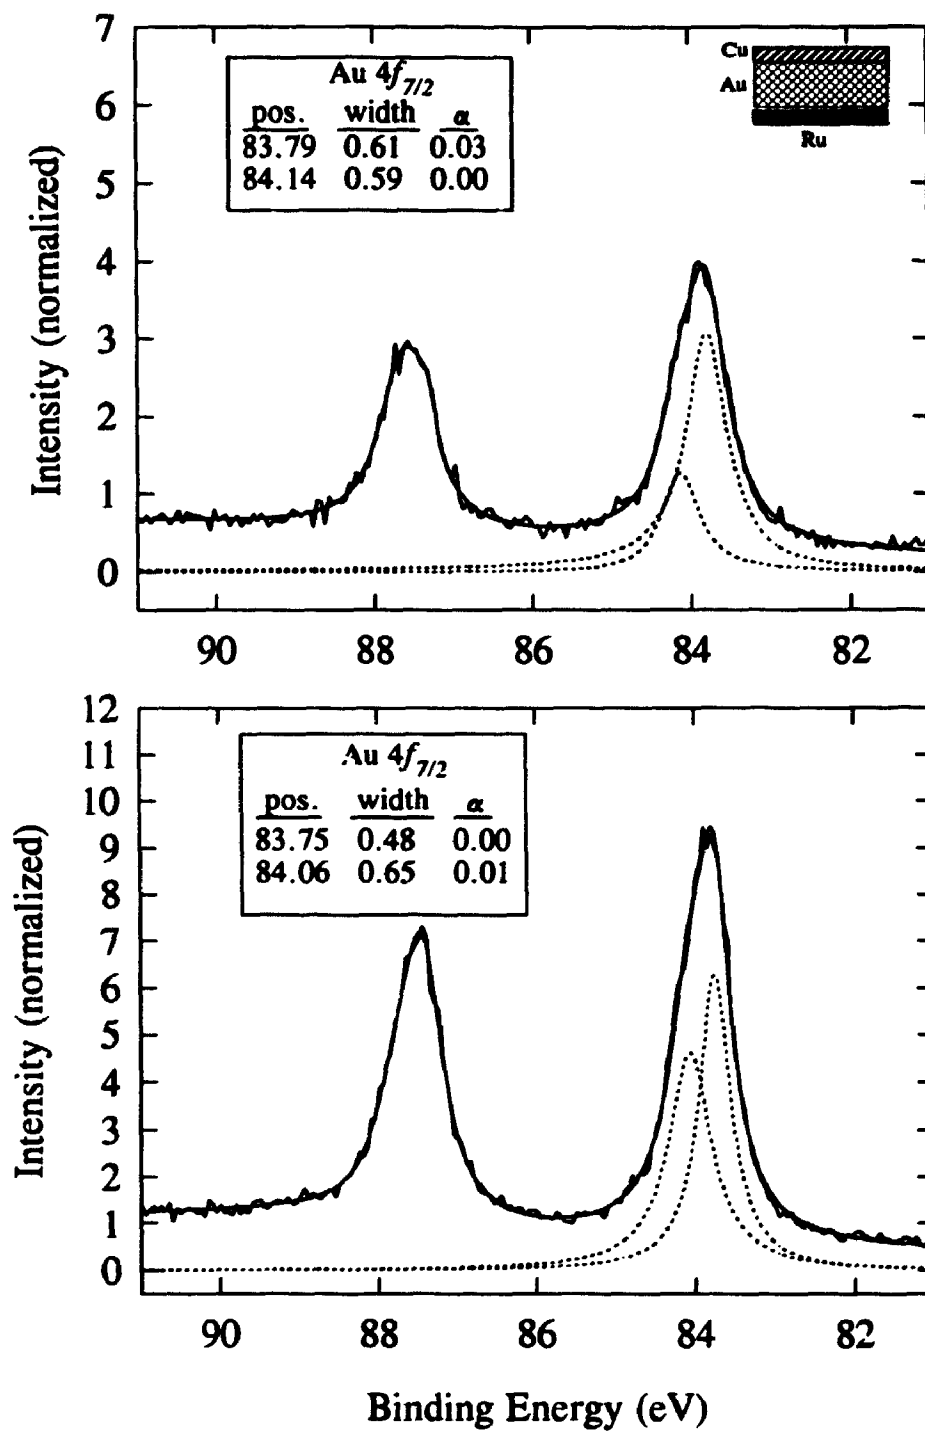 7
6
5
4
3
2
1
0
Intensity (normalized)
Au 4f7/2
pos. width α
83.79 0.61 0.03
84.14 0.59 0.00
Cu
Au
Ru
90 88 86 84 82
12
11
10
9
8
7
6
5
4
3
2
1
0
Intensity (normalized)
Au 4f7/2
pos. width α
83.75 0.48 0.00
84.06 0.65 0.01
90 88 86 84 82
Binding Energy (eV)